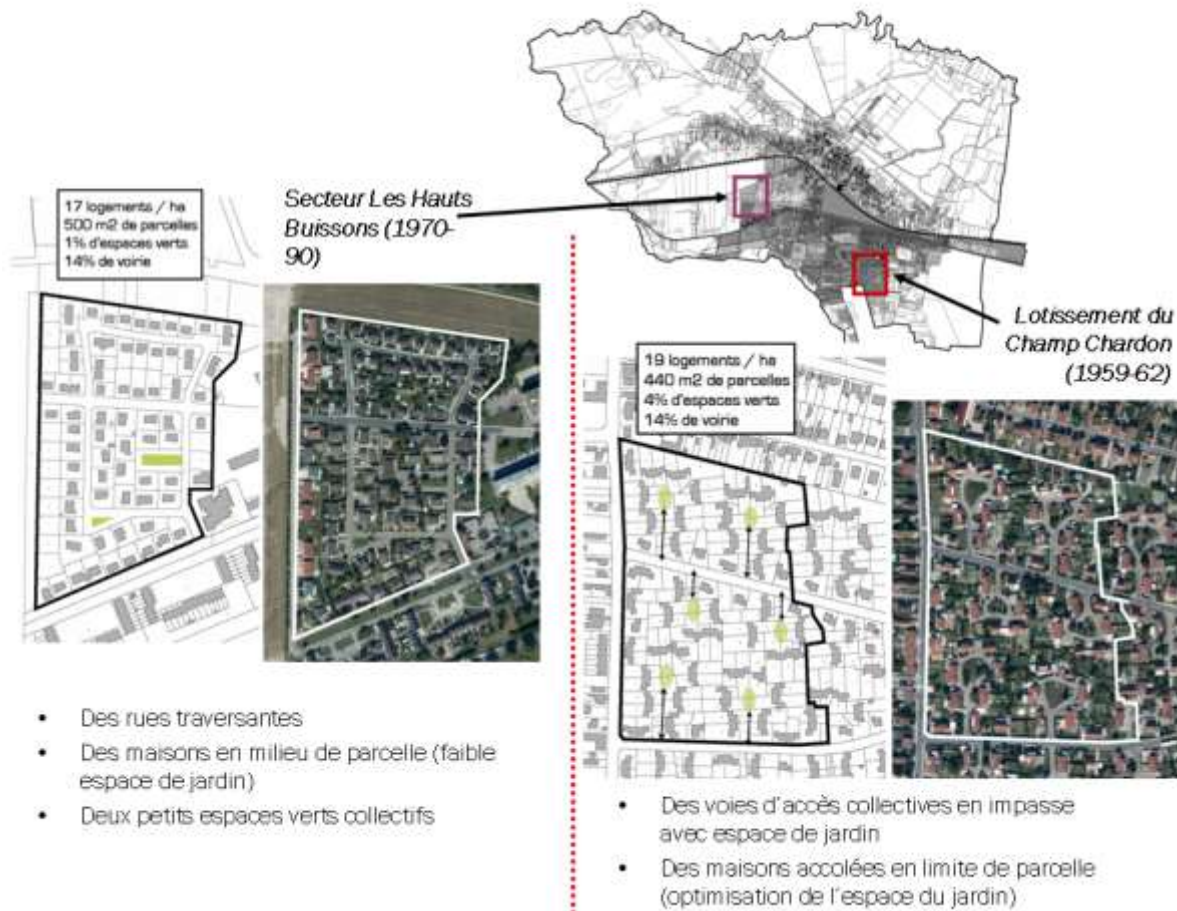 17 logements / ha
500 m2 de parcelles
1% d'espaces verts
14% de voirie
Secteur Les Hauts
Buissons (1970-
90)
Lotissement du
Champ Chardon
(1959-62)
19 logements / ha
440 m2 de parcelles
4% d'espaces verts
14% de voirie
• Des rues traversantes
• Des maisons en milieu de parcelle (faible
espace de jardin)
• Deux petits espaces verts collectifs
• Des voies d'accès collectives en impasse
avec espace de jardin
• Des maisons accolées en limite de parcelle
(optimisation de l'espace du jardin)